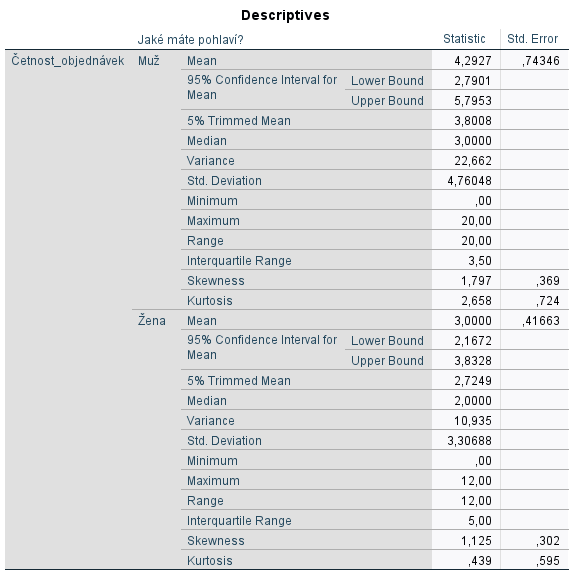 Descriptives
Jaké máte pohlaví? Statistic Std. Error
Četnost_objednávek Muž Mean 4,2927 ,74346
95% Confidence Interval for Mean Lower Bound 2,7901
Upper Bound 5,7953
5% Trimmed Mean 3,8008
Median 3,0000
Variance 22,662
Std. Deviation 4,76048
Minimum ,00
Maximum 20,00
Range 20,00
Interquartile Range 3,50
Skewness 1,797 ,369
Kurtosis 2,658 ,724
Žena Mean 3,0000 ,41663
95% Confidence Interval for Mean Lower Bound 2,1672
Upper Bound 3,8328
5% Trimmed Mean 2,7249
Median 2,0000
Variance 10,935
Std. Deviation 3,30688
Minimum ,00
Maximum 12,00
Range 12,00
Interquartile Range 5,00
Skewness 1,125 ,302
Kurtosis ,439 ,595